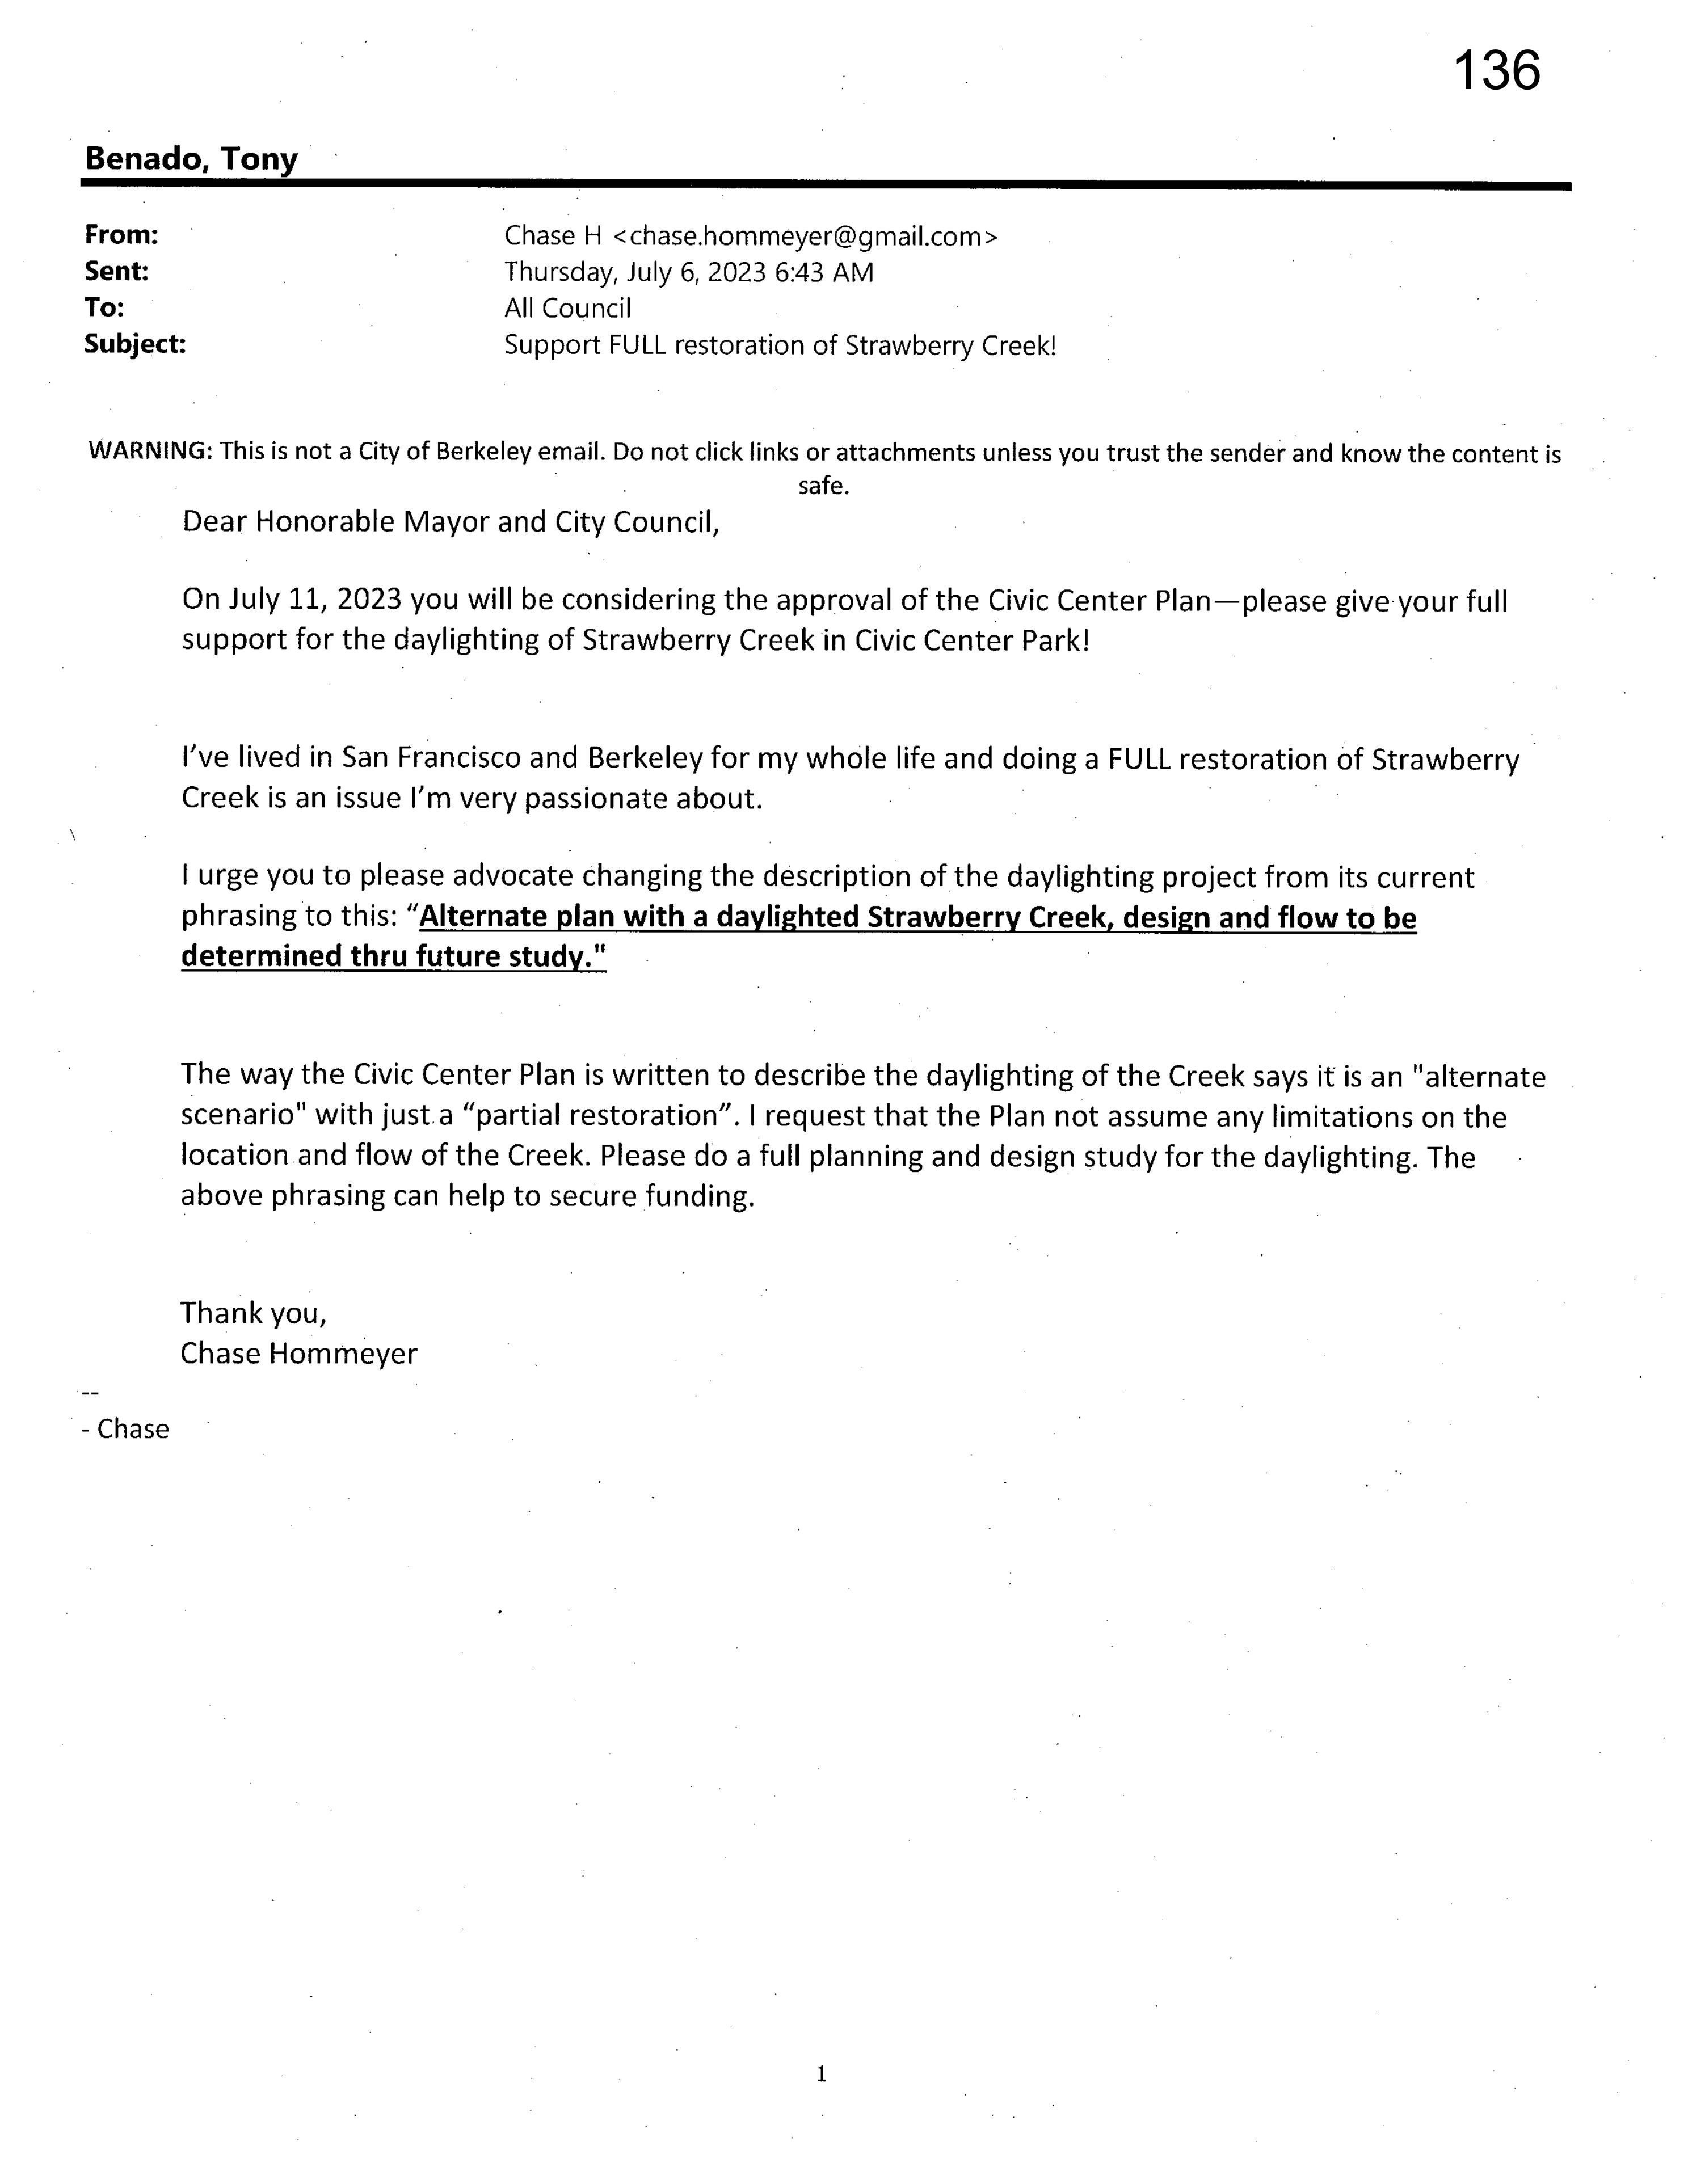 136
Benado, Tony
From: Chase H <chase.hommeyer@gmail.com>
Sent: Thursday, July 6, 2023 6:43 AM
To: All Council
Subject: Support FULL restoration of Strawberry Creek!
WARNING: This is not a City of Berkeley email. Do not click links or attachments unless you trust the sender and know the content is
safe.
Dear Honorable Mayor and City Council,
On July 11, 2023 you will be considering the approval of the Civic Center Plan—please give your full
support for the daylighting of Strawberry Creek in Civic Center Park!
I’ve lived in San Francisco and Berkeley for my whole life and doing a FULL restoration of Strawberry
Creek is an issue I’m very passionate about.
I urge you to please advocate changing the description of the daylighting project from its current
phrasing to this: “Alternate plan with a daylighted Strawberry Creek, design and flow to be
determined thru future study."
The way the Civic Center Plan is written to describe the daylighting of the Creek says it is an "alternate
scenario" with just a “partial restoration”. I request that the Plan not assume any limitations on the
location and flow of the Creek. Please do a full planning and design study for the daylighting. The
above phrasing can help to secure funding.
Thank you,
Chase Hommeyer
--
- Chase
1